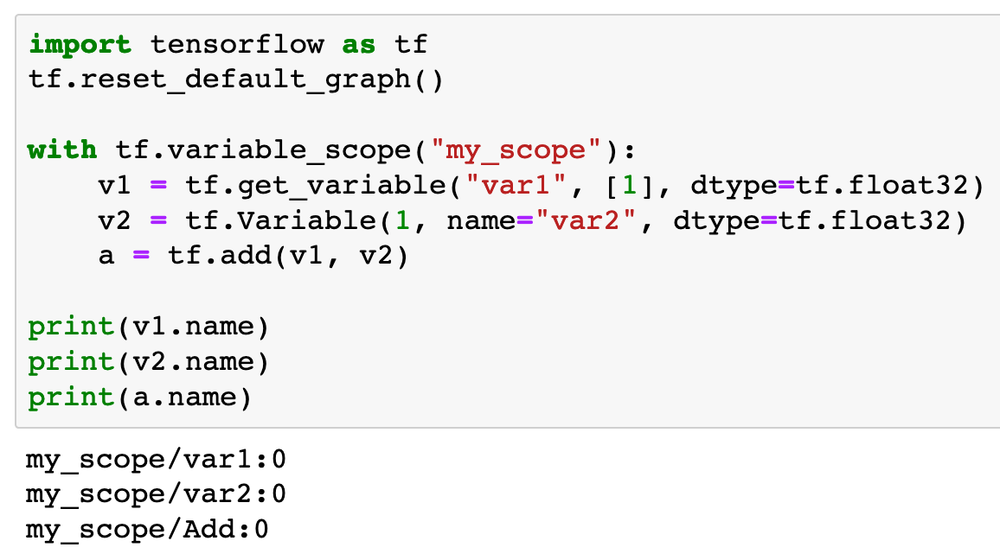 import tensorflow as tf
tf.reset_default_graph()
with tf.variable_scope("my_scope"):
    v1 = tf.get_variable("var1", [1], dtype=tf.float32)
    v2 = tf.Variable(1, name="var2", dtype=tf.float32)
    a = tf.add(v1, v2)
print(v1.name)
print(v2.name)
print(a.name)
my_scope/var1:0
my_scope/var2:0
my_scope/Add:0